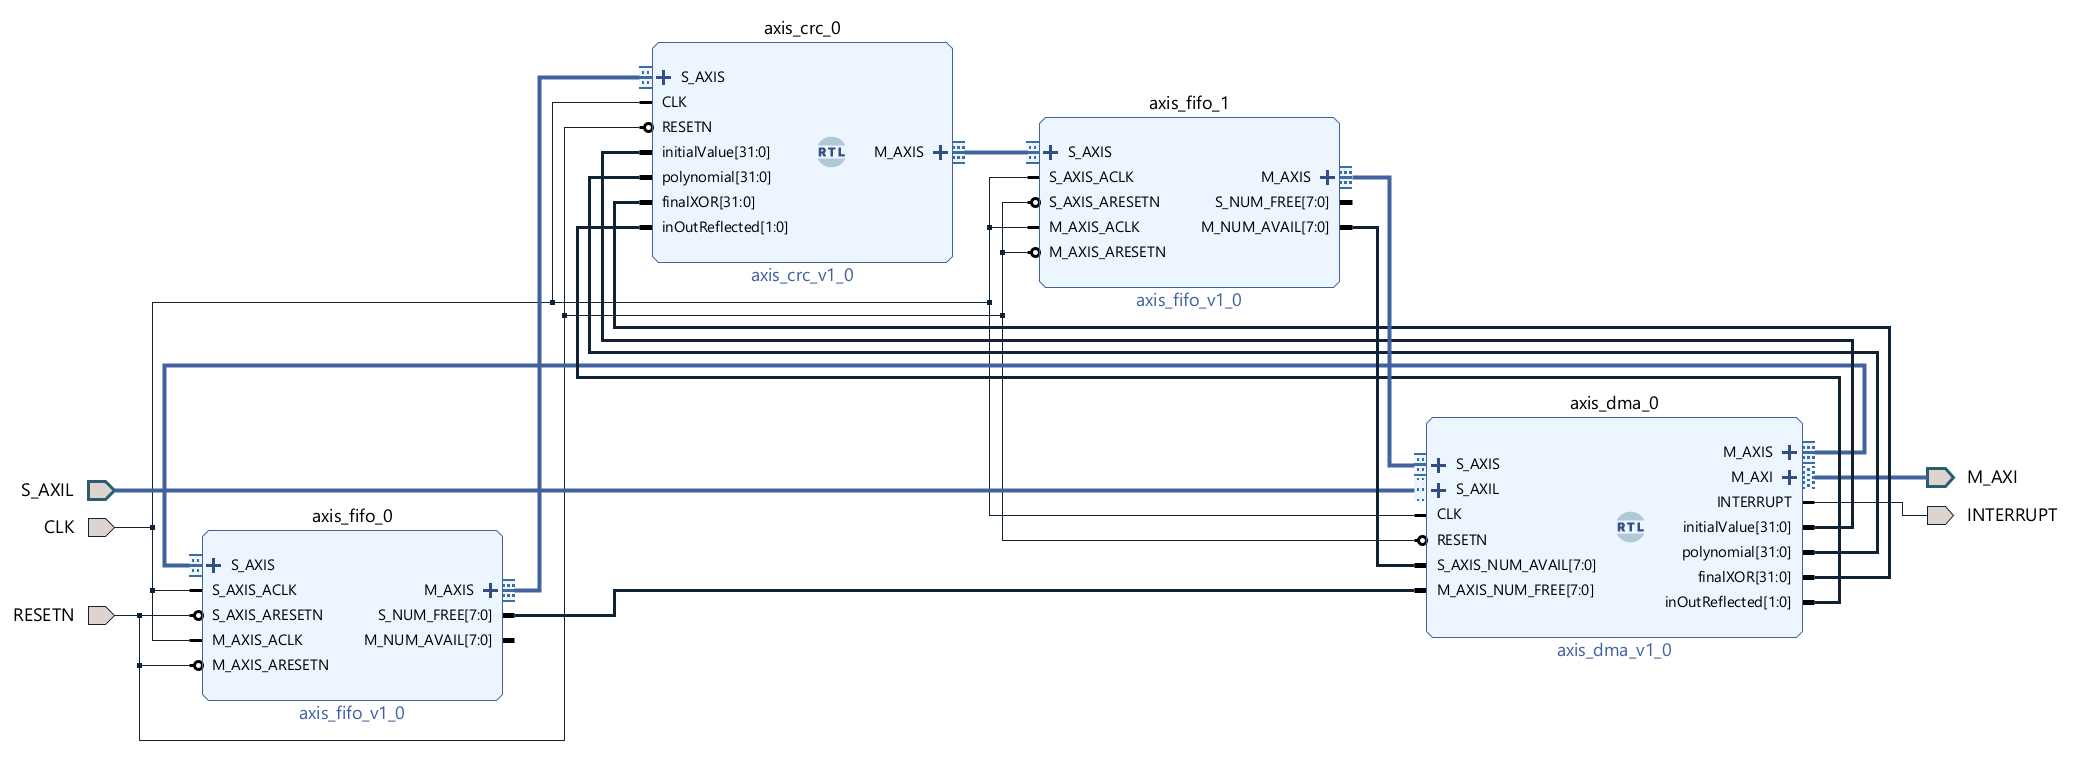 axis_crc_0
S_AXIS
CLK
RESETN
initialValue[31:0]
polynomial[31:0]
finalXOR[31:0]
inOutReflected[1:0]
RTL
M_AXIS
axis_crc_v1_0
axis_fifo_1
S_AXIS
S_AXIS_ACLK
S_AXIS_ARESETN
M_AXIS_ACLK
M_AXIS_ARESETN
M_AXIS
S_NUM_FREE[7:0]
M_NUM_AVAIL[7:0]
axis_fifo_v1_0
S_AXIL
CLK
RESETN
axis_fifo_0
S_AXIS
S_AXIS_ACLK
S_AXIS_ARESETN
M_AXIS_ACLK
M_AXIS_ARESETN
M_AXIS
S_NUM_FREE[7:0]
M_NUM_AVAIL[7:0]
axis_fifo_v1_0
axis_dma_0
S_AXIS
S_AXIL
CLK
RESETN
S_AXIS_NUM_AVAIL[7:0]
M_AXIS_NUM_FREE[7:0]
RTL
M_AXIS
M_AXI
INTERRUPT
initialValue[31:0]
polynomial[31:0]
finalXOR[31:0]
inOutReflected[1:0]
axis_dma_v1_0
M_AXI
INTERRUPT